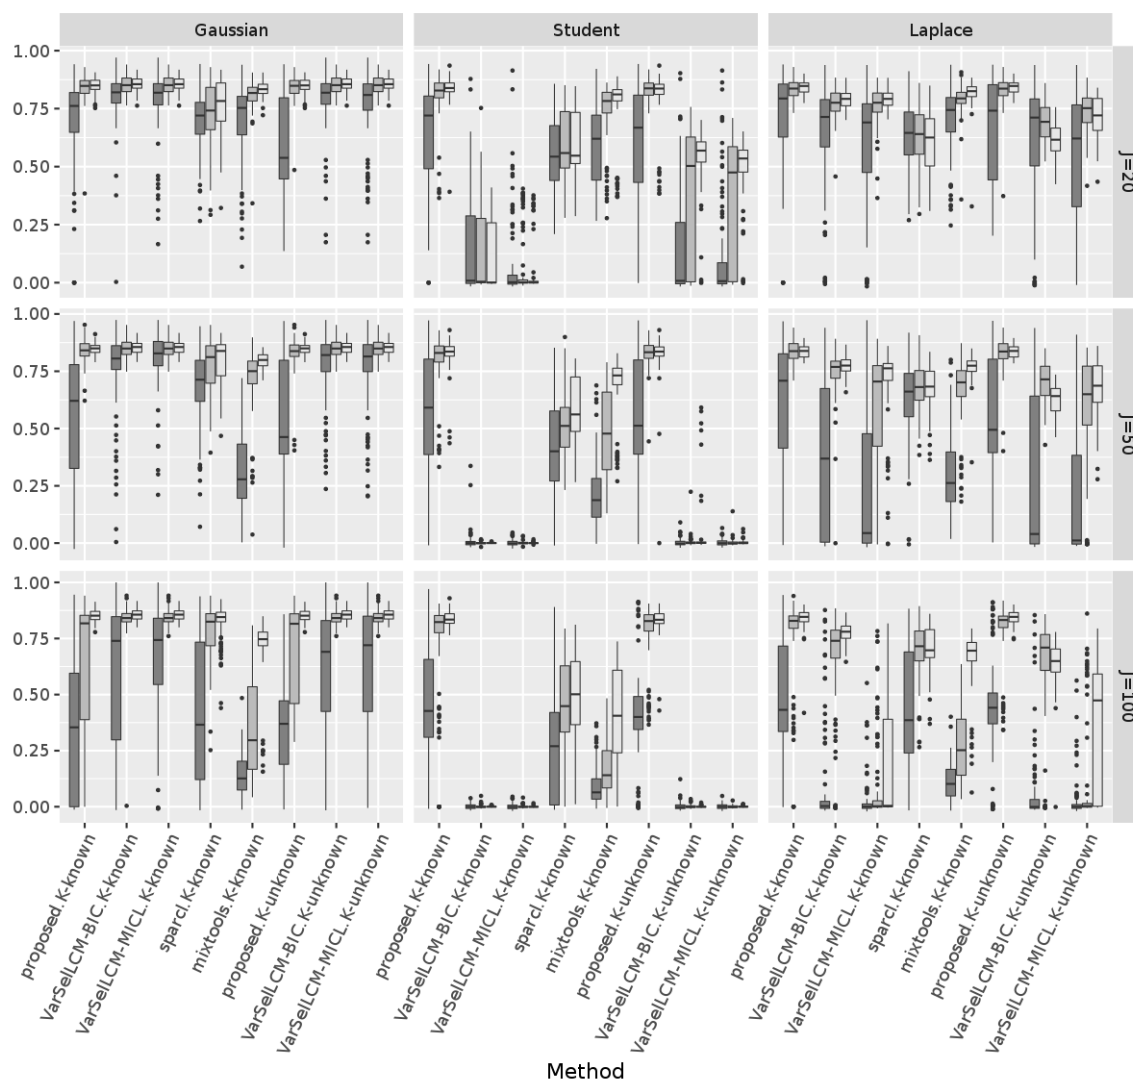 Gaussian Student Laplace
1.00
0.75
0.50
0.25
0.00
J=20
1.00
0.75
0.50
0.25
0.00
J=50
1.00
0.75
0.50
0.25
0.00
J=100
proposed.K-known
VarSelLCM-BIC.K-known
VarSelLCM-MICL.K-known
sparcl.K-known
mixtools.K-known
proposed.K-unknown
VarSelLCM-BIC.K-unknown
VarSelLCM-MICL.K-unknown
proposed.K-known
VarSelLCM-BIC.K-known
VarSelLCM-MICL.K-known
sparcl.K-known
mixtools.K-known
proposed.K-unknown
VarSelLCM-BIC.K-unknown
VarSelLCM-MICL.K-unknown
proposed.K-known
VarSelLCM-BIC.K-known
VarSelLCM-MICL.K-known
sparcl.K-known
mixtools.K-known
proposed.K-unknown
VarSelLCM-BIC.K-unknown
VarSelLCM-MICL.K-unknown
Method